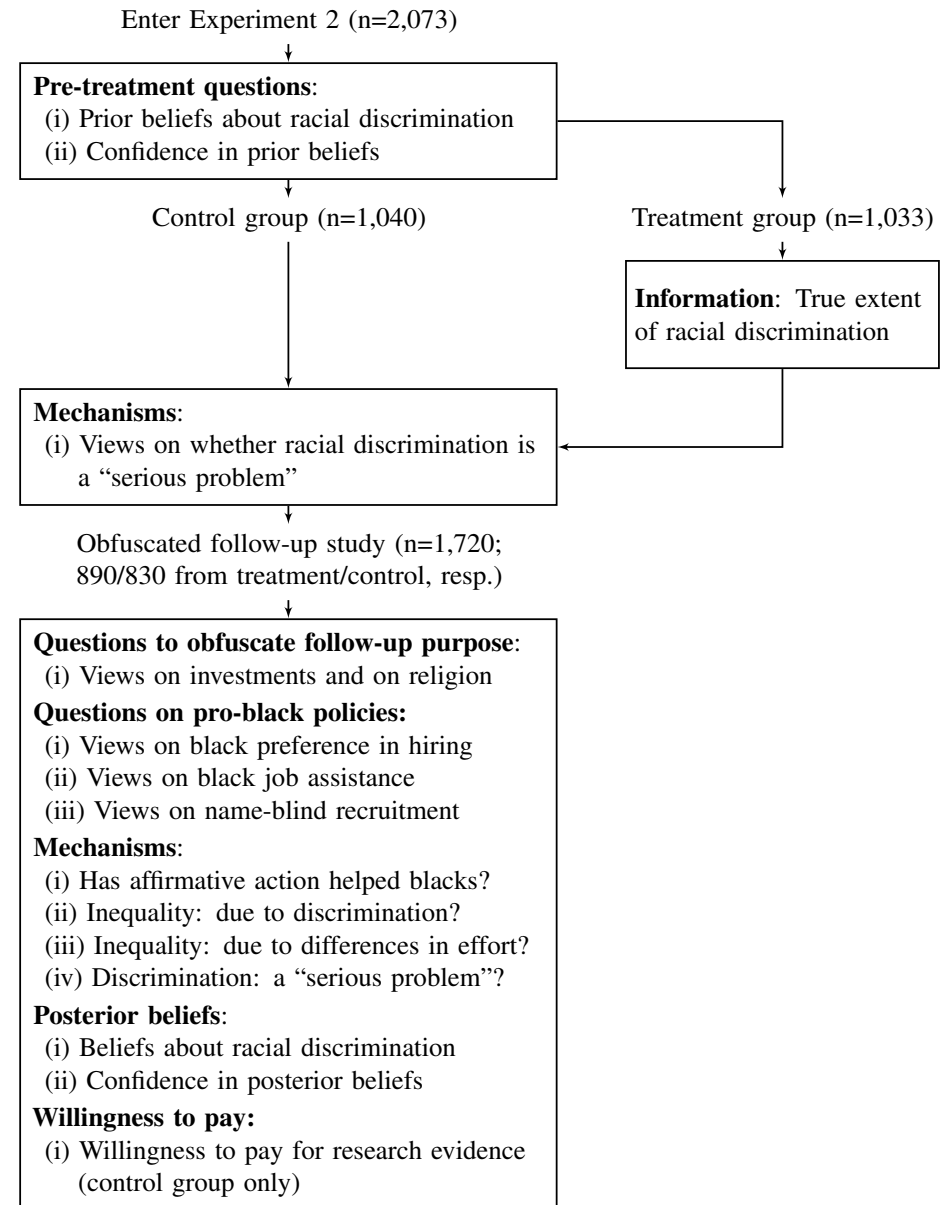 Enter Experiment 2 (n=2,073)
Pre-treatment questions:
(i) Prior beliefs about racial discrimination
(ii) Confidence in prior beliefs
Control group (n=1,040)
Treatment group (n=1,033)
Information: True extent
of racial discrimination
Mechanisms:
(i) Views on whether racial discrimination is
a “serious problem”
Obfuscated follow-up study (n=1,720;
890/830 from treatment/control, resp.)
Questions to obfuscate follow-up purpose:
(i) Views on investments and on religion
Questions on pro-black policies:
(i) Views on black preference in hiring
(ii) Views on black job assistance
(iii) Views on name-blind recruitment
Mechanisms:
(i) Has affirmative action helped blacks?
(ii) Inequality: due to discrimination?
(iii) Inequality: due to differences in effort?
(iv) Discrimination: a “serious problem”?
Posterior beliefs:
(i) Beliefs about racial discrimination
(ii) Confidence in posterior beliefs
Willingness to pay:
(i) Willingness to pay for research evidence
(control group only)